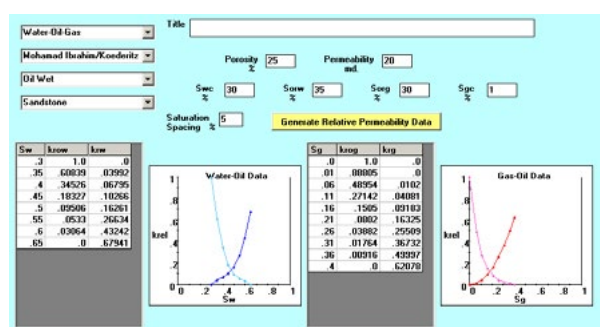 Water-Oil-Gas
Mohamad Ibrahim/Koederitz
Oil Wet
Sandstone
Title
Porosity % 25 Permeability md. 20
Swc % 30 Sorw % 35 Sorg % 30 Sgc % 1
Saturation Spacing % 5 Generate Relative Permeability Data
Sw krow krw
.3 1.0 .0
.35 .60839 .03992
.4 .34526 .06795
.45 .18327 .10266
.5 .09506 .16261
.55 .0533 .26634
.6 .03064 .43242
.65 .0 .67941
Water-Oil Data
1
.8
.6
krel .4
.2
0
0 .2 .4 .6 .8 1
Sw
Sg krog krg
.0 1.0 .0
.01 .88805 .0
.06 .48954 .0102
.11 .27142 .04081
.16 .1505 .09183
.21 .0802 .16325
.26 .03882 .25509
.31 .01764 .36732
.36 .00916 .49997
.4 .0 .62078
Gas-Oil Data
1
.8
.6
krel .4
.2
0
0 .2 .4 .6 .8 1
Sg